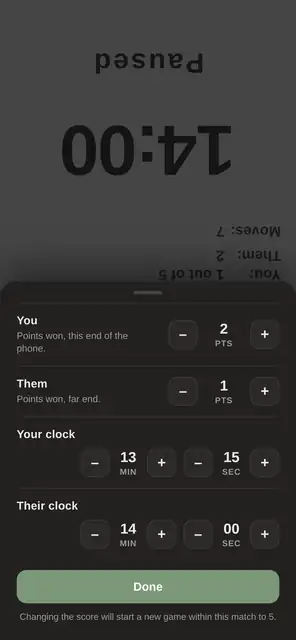 Paused
14:00
Moves: 7
Them: 2
You: 1 out of 5
You
Points won, this end of the
phone.
– 2 +
PTS
Them
Points won, far end.
– 1 +
PTS
Your clock
– 13 + – 15 +
MIN SEC
Their clock
– 14 + – 00 +
MIN SEC
Done
Changing the score will start a new game within this match to 5.